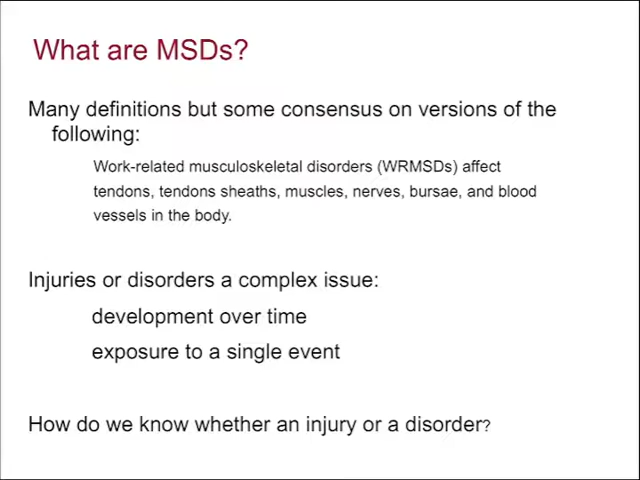 What are MSDs?
Many definitions but some consensus on versions of the
following:
Work-related musculoskeletal disorders (WRMSDs) affect
tendons, tendons sheaths, muscles, nerves, bursae, and blood
vessels in the body.
Injuries or disorders a complex issue:
development over time
exposure to a single event
How do we know whether an injury or a disorder?